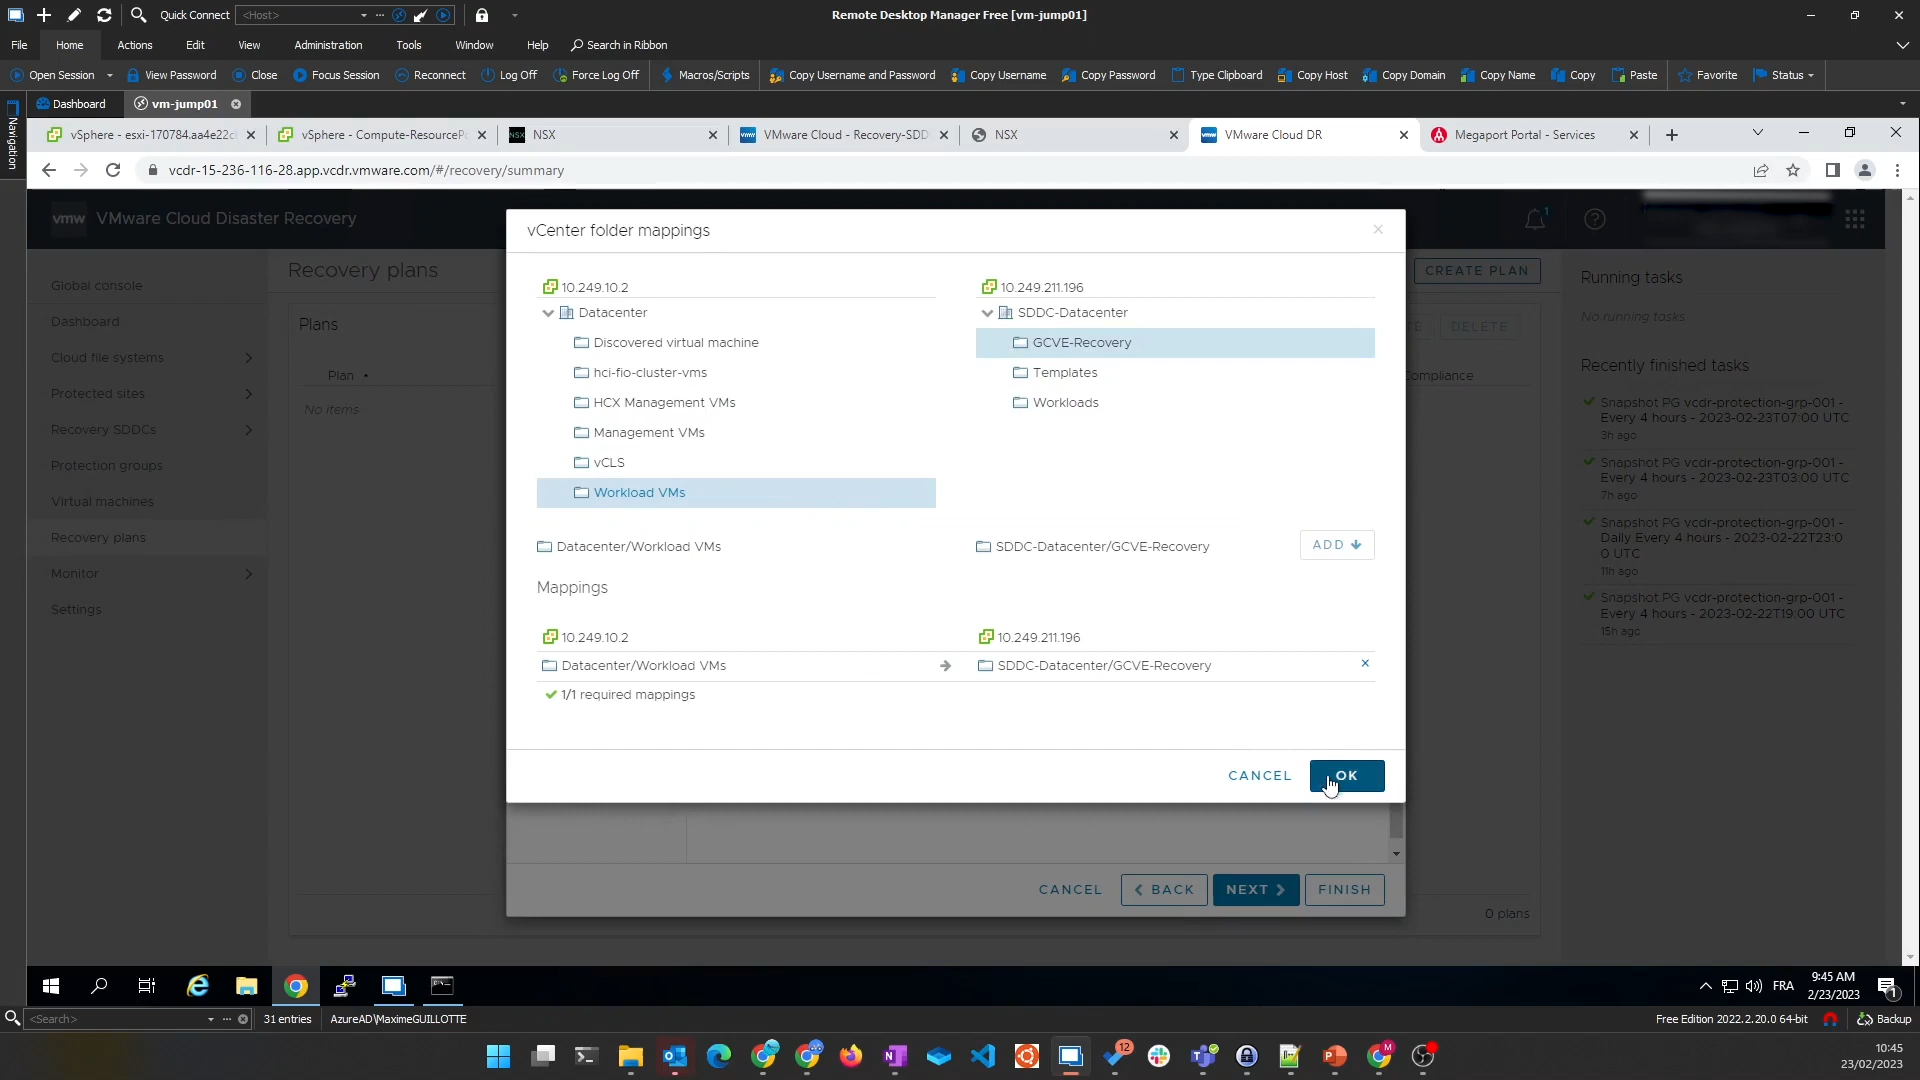 Quick Connect
<Host>
Remote Desktop Manager Free [vm-jump01]
File
Home
Actions
Edit
View
Administration
Tools
Window
Help
Search in Ribbon
Open Session
View Password
Close
Focus Session
Reconnect
Log Off
Force Log Off
Macros/Scripts
Copy Username and Password
Copy Username
Copy Password
Type Clipboard
Copy Host
Copy Domain
Copy Name
Copy
Paste
Favorite
Status
Navigation
Dashboard
vm-jump01
vSphere - esxi-170784.aa4e22c
vSphere - Compute-ResourceP
NSX
NSX
vmw
VMware Cloud - Recovery-SDD
NSX
vmw
VMware Cloud DR
Megaport Portal - Services
vcdr-15-236-116-28.app.vcdr.vmware.com/#/recovery/summary
vmw
VMware Cloud Disaster Recovery
1
Global console
Dashboard
Cloud file systems
Protected sites
Recovery SDDCs
Protection groups
Virtual machines
Recovery plans
Monitor
Settings
Recovery plans
CREATE PLAN
Plans
DELETE
Plan
Compliance
No items
0 plans
vCenter folder mappings
10.249.10.2
10.249.211.196
Datacenter
SDDC-Datacenter
Discovered virtual machine
GCVE-Recovery
hci-fio-cluster-vms
Templates
HCX Management VMs
Workloads
Management VMs
vCLS
Workload VMs
Datacenter/Workload VMs
SDDC-Datacenter/GCVE-Recovery
ADD
Mappings
10.249.10.2
10.249.211.196
Datacenter/Workload VMs
SDDC-Datacenter/GCVE-Recovery
1/1 required mappings
CANCEL
OK
CANCEL
BACK
NEXT
FINISH
Running tasks
No running tasks
Recently finished tasks
Snapshot PG vcdr-protection-grp-001 -
Every 4 hours - 2023-02-23T07:00 UTC
3h ago
Snapshot PG vcdr-protection-grp-001 -
Every 4 hours - 2023-02-23T03:00 UTC
7h ago
Snapshot PG vcdr-protection-grp-001 -
Daily Every 4 hours - 2023-02-22T23:0
0 UTC
11h ago
Snapshot PG vcdr-protection-grp-001 -
Every 4 hours - 2023-02-22T19:00 UTC
15h ago
FRA
9:45 AM
2/23/2023
1
<Search>
31 entries
AzureAD\MaximeGUILLOTTE
Free Edition 2022.2.20.0 64-bit
Backup
12
M
10:45
23/02/2023